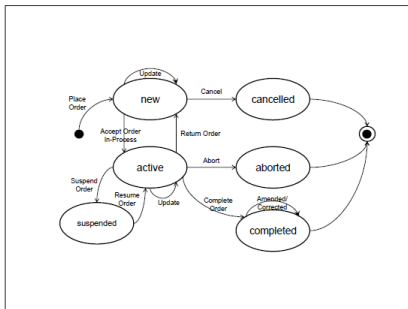 Update
Place
Order
new
Cancel
cancelled
Accept Order
In-Process
Return Order
active
Abort
aborted
Suspend
Order
Resume
Order
Update
Complete
Order
Amended/
Corrected
suspended
completed